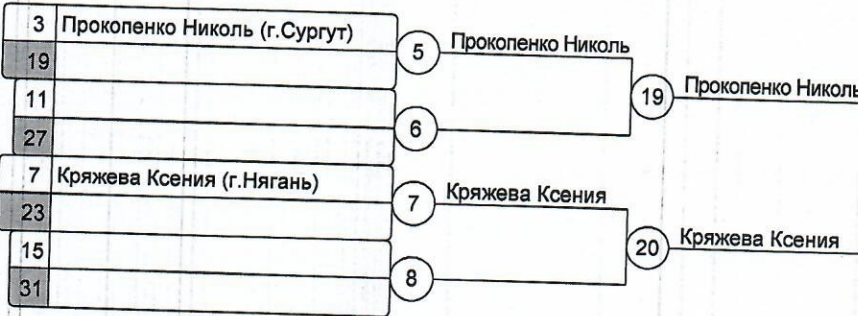 3 Прокопенко Николь (г.Сургут)
19
5 Прокопенко Николь
19 Прокопенко Николь
11
27
6
7 Кряжева Ксения (г.Нягань)
23
7 Кряжева Ксения
20 Кряжева Ксения
15
31
8